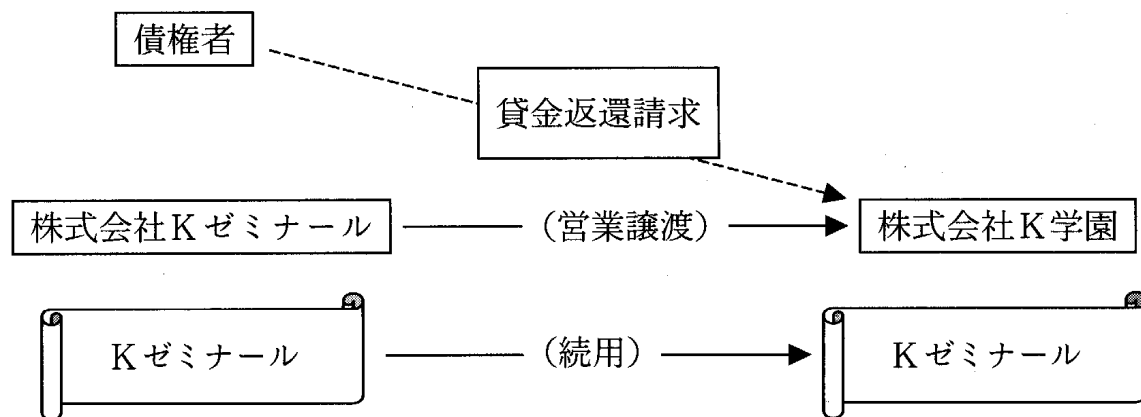 債権者
貸金返還請求
株式会社Kゼミナール
(営業譲渡)
株式会社K学園
Kゼミナール
(続用)
Kゼミナール